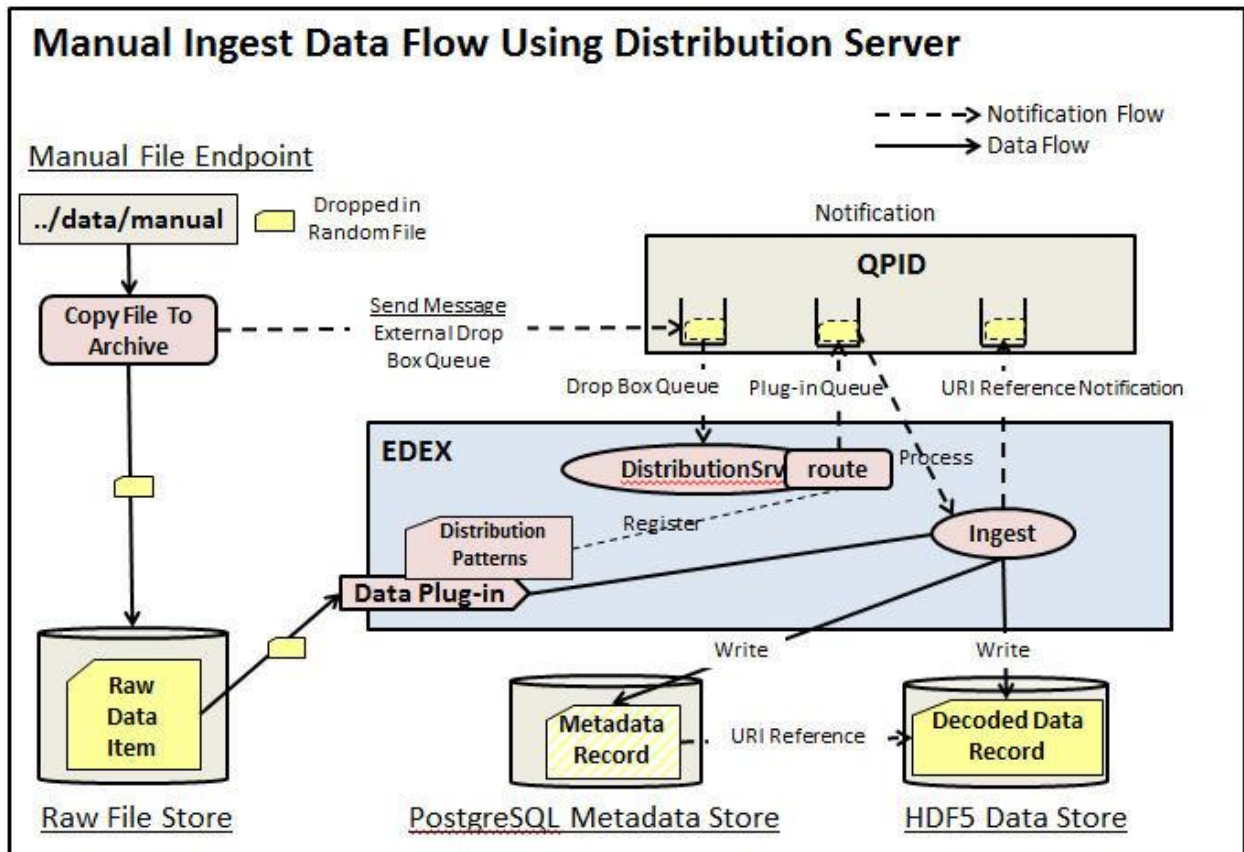 Manual Ingest Data Flow Using Distribution Server
Notification Flow
Data Flow
Manual File Endpoint
../data/manual
Dropped in
Random File
Notification
QPID
Copy File To
Archive
Send Message
External Drop
Box Queue
Drop Box Queue
Plug-in Queue
URI Reference Notification
EDEX
DistributionSrv
route
Process
Register
Distribution
Patterns
Ingest
Data Plug-in
Write
Write
Raw
Data
Item
Metadata
Record
URI Reference
Decoded Data
Record
Raw File Store
PostgreSQL Metadata Store
HDF5 Data Store